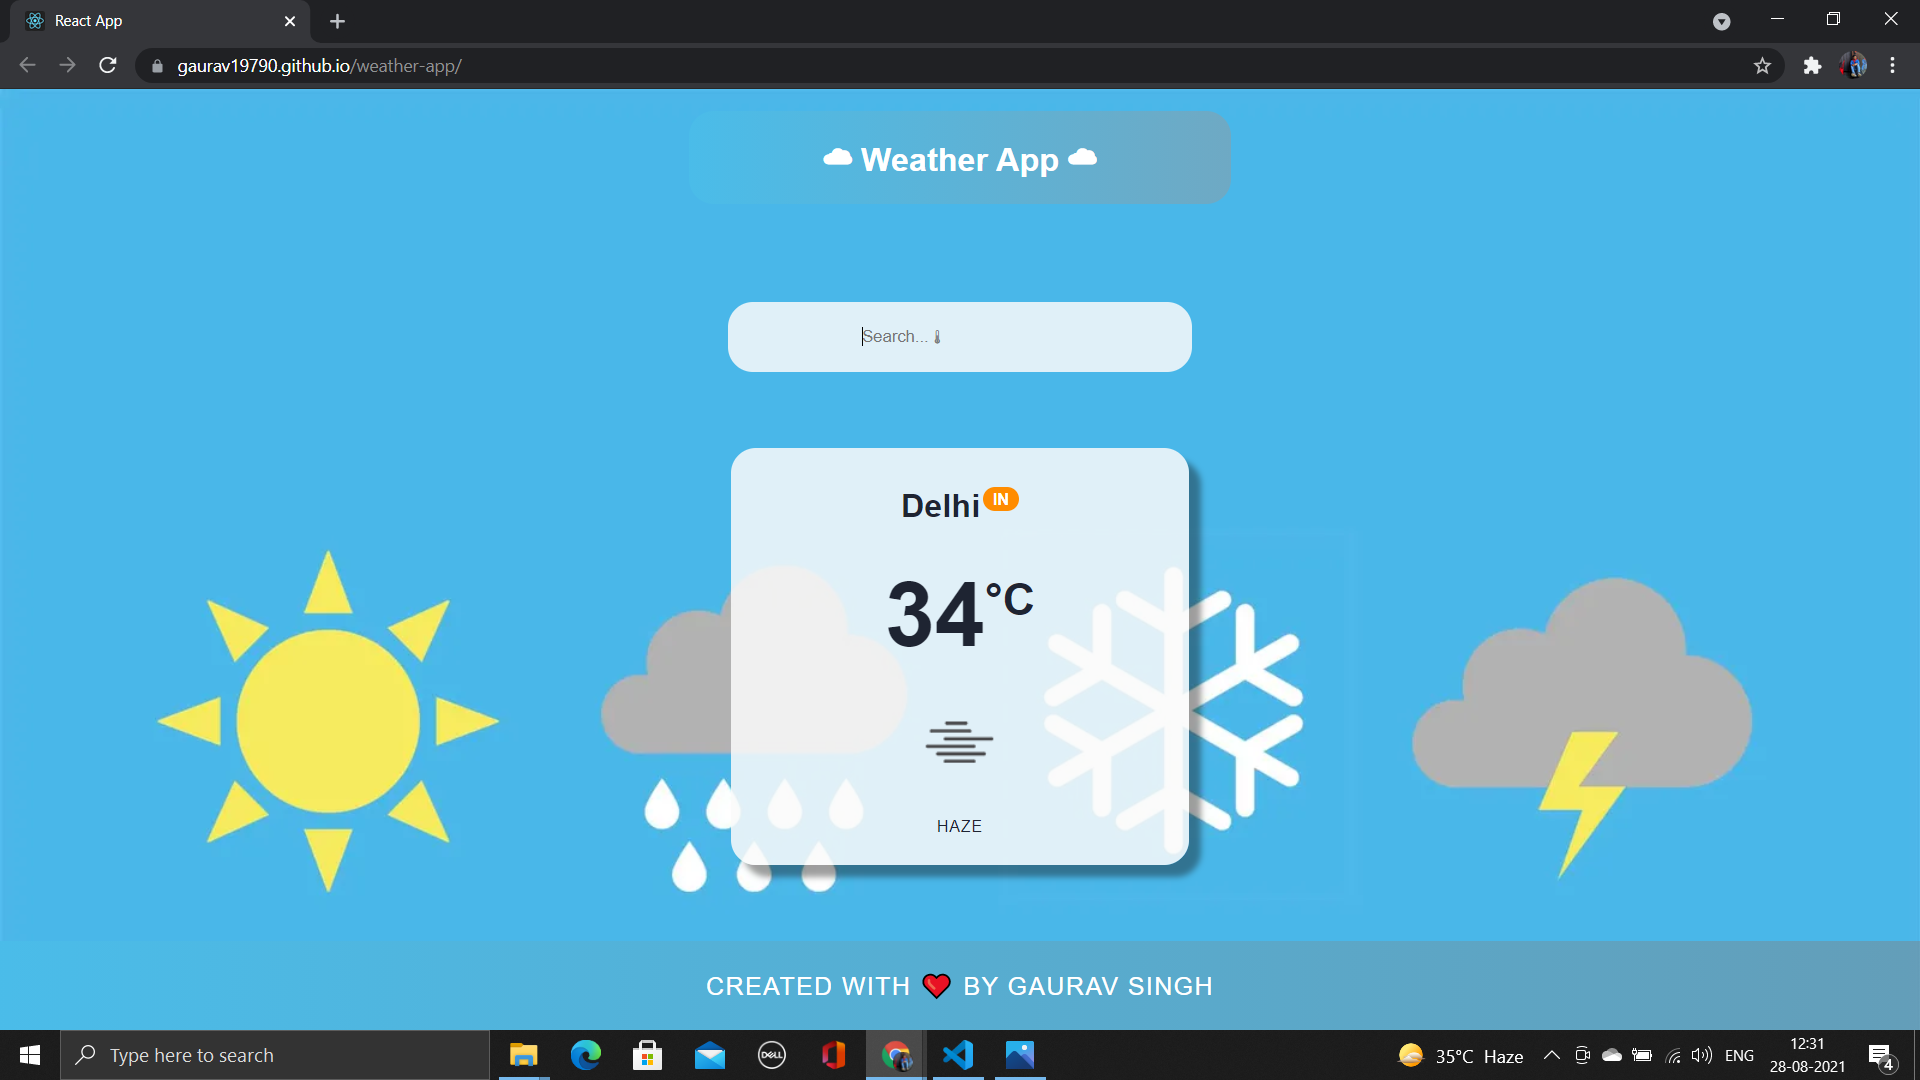 React App
gaurav19790.github.io/weather-app/
Weather App
Search...
Delhi IN
34°C
HAZE
CREATED WITH ❤️ BY GAURAV SINGH
Type here to search
DELL
35°C Haze
ENG
12:31
28-08-2021
4